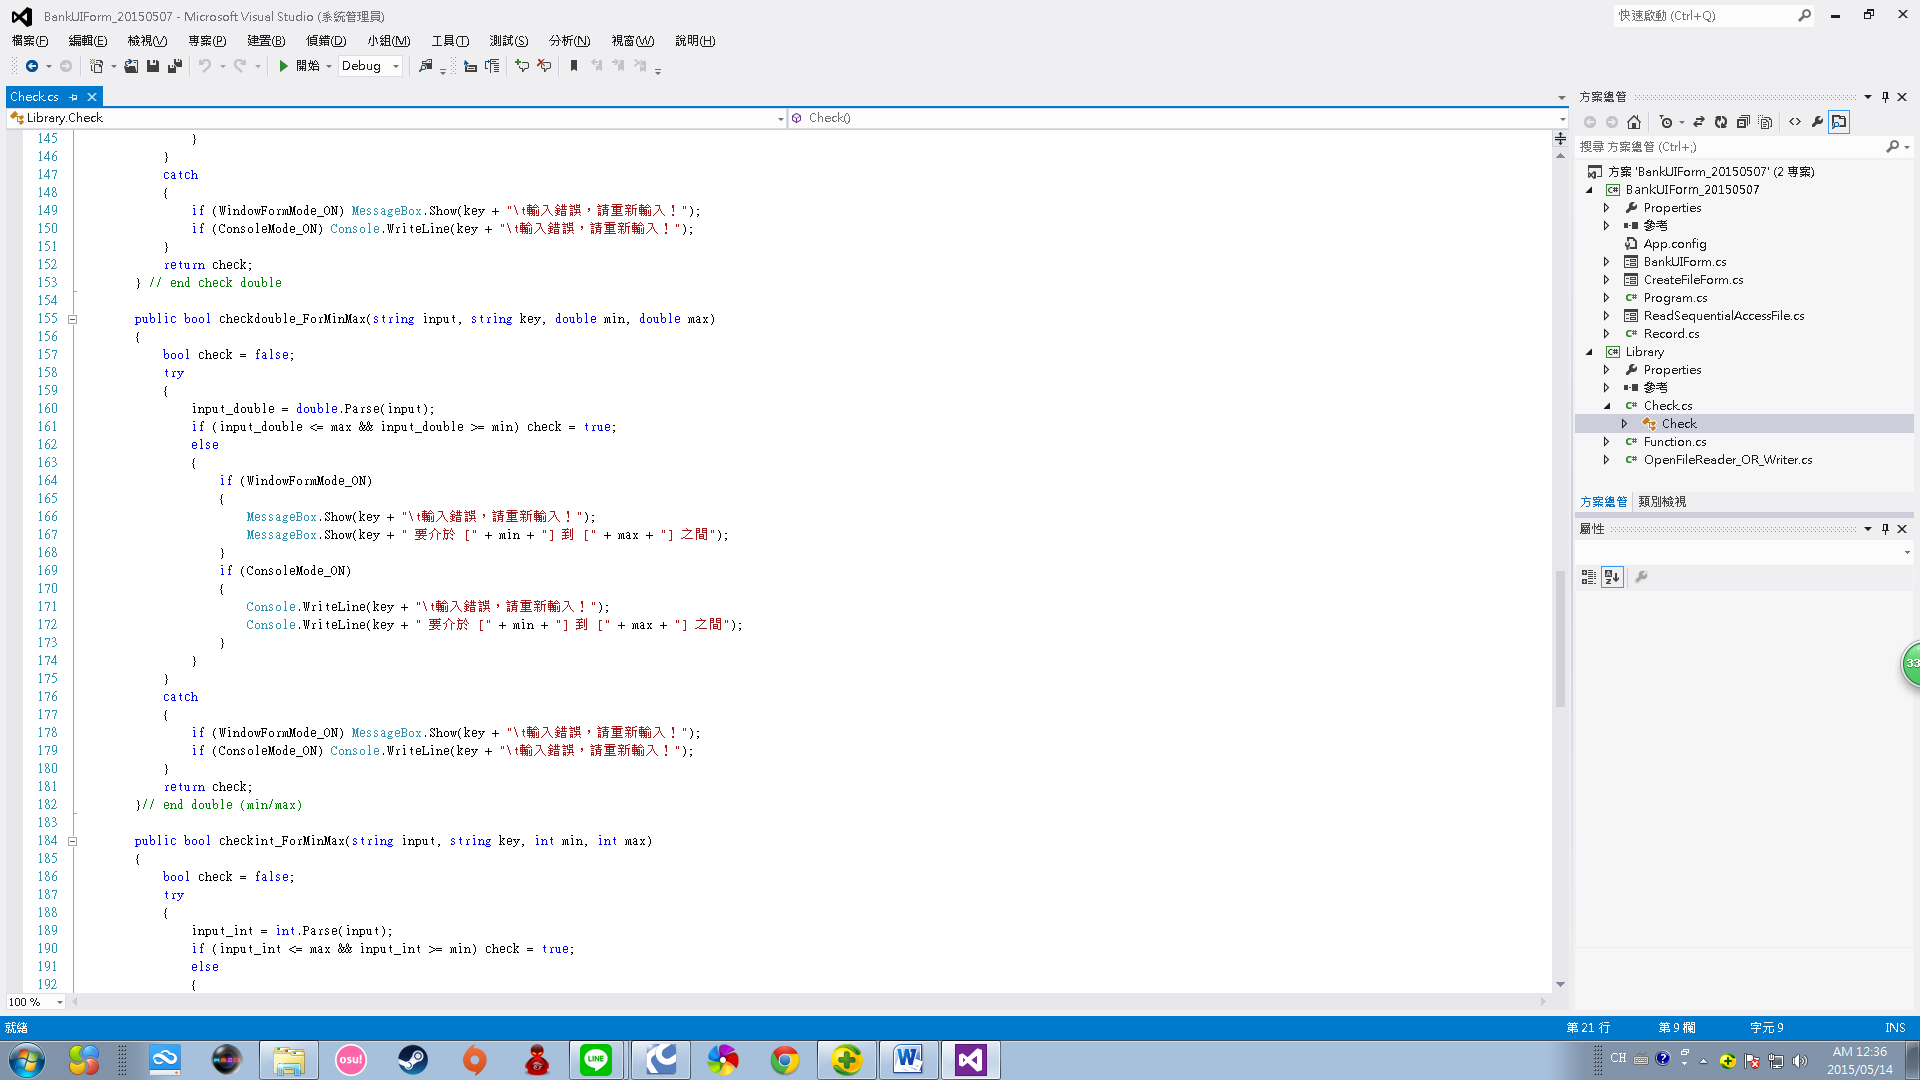 BankUIForm_20150507 - Microsoft Visual Studio (系統管理員)
快速啟動 (Ctrl+Q)
檔案(F) 編輯(E) 檢視(V) 專案(P) 建置(B) 偵錯(D) 小組(M) 工具(T) 測試(S) 分析(N) 視窗(W) 說明(H)
開始 Debug
Check.cs
Library.Check Check()
145 }
146 }
147 catch
148 {
149 if (WindowFormMode_ON) MessageBox.Show(key + "\t輸入錯誤，請重新輸入！");
150 if (ConsoleMode_ON) Console.WriteLine(key + "\t輸入錯誤，請重新輸入！");
151 }
152 return check;
153 } // end check double
154
155 public bool checkdouble_ForMinMax(string input, string key, double min, double max)
156 {
157 bool check = false;
158 try
159 {
160 input_double = double.Parse(input);
161 if (input_double <= max && input_double >= min) check = true;
162 else
163 {
164 if (WindowFormMode_ON)
165 {
166 MessageBox.Show(key + "\t輸入錯誤，請重新輸入！");
167 MessageBox.Show(key + " 要介於 [" + min + "] 到 [" + max + "] 之間");
168 }
169 if (ConsoleMode_ON)
170 {
171 Console.WriteLine(key + "\t輸入錯誤，請重新輸入！");
172 Console.WriteLine(key + " 要介於 [" + min + "] 到 [" + max + "] 之間");
173 }
174 }
175 }
176 catch
177 {
178 if (WindowFormMode_ON) MessageBox.Show(key + "\t輸入錯誤，請重新輸入！");
179 if (ConsoleMode_ON) Console.WriteLine(key + "\t輸入錯誤，請重新輸入！");
180 }
181 return check;
182 }// end double (min/max)
183
184 public bool checkint_ForMinMax(string input, string key, int min, int max)
185 {
186 bool check = false;
187 try
188 {
189 input_int = int.Parse(input);
190 if (input_int <= max && input_int >= min) check = true;
191 else
192 {
100 %
方案總管
搜尋 方案總管 (Ctrl+;)
方案 'BankUIForm_20150507' (2 專案)
C# BankUIForm_20150507
Properties
參考
App.config
BankUIForm.cs
CreateFileForm.cs
C# Program.cs
ReadSequentialAccessFile.cs
C# Record.cs
C# Library
Properties
參考
C# Check.cs
Check
C# Function.cs
C# OpenFileReader_OR_Writer.cs
方案總管 類別檢視
屬性
33
就緒 第 21 行 第 9 欄 字元 9 INS
osu! LINE CH AM 12:36
2015/05/14